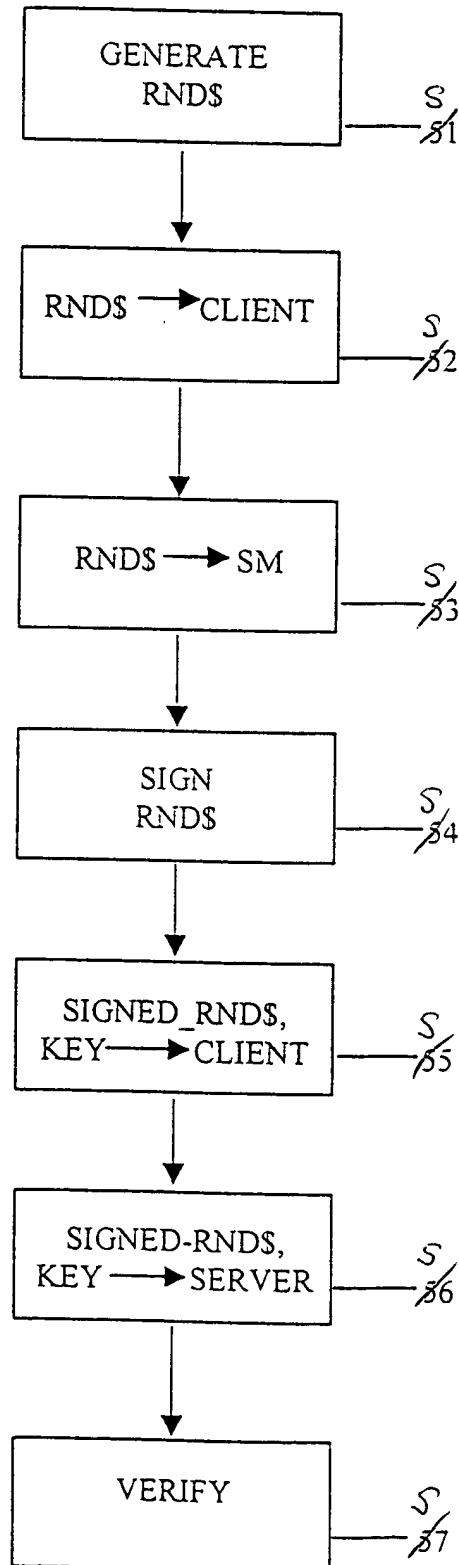 GENERATE
RND$
S
51
RND$ → CLIENT
S
52
RND$ → SM
S
53
SIGN
RND$
S
54
SIGNED_RND$,
KEY → CLIENT
S
55
SIGNED-RND$,
KEY → SERVER
S
56
VERIFY
S
57